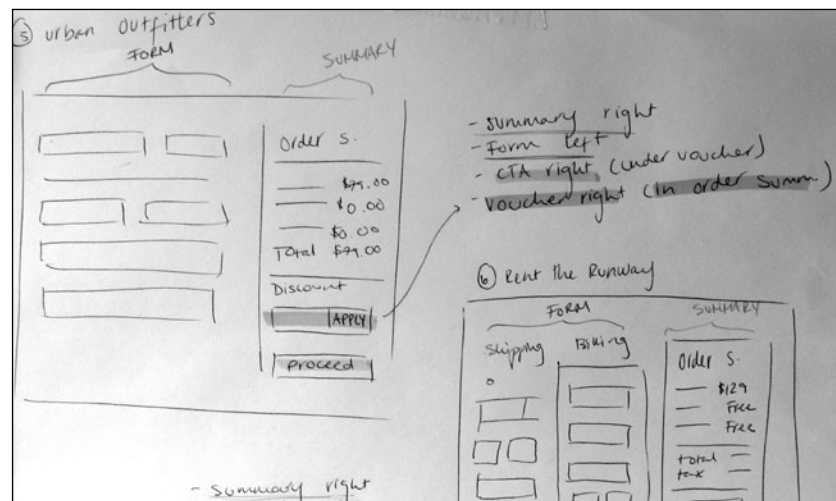 ⑤ urban outfitters
FORM
SUMMARY
Order S.
$79.00
$0.00
$0.00
Total $79.00
Discount
APPLY
Proceed
- Summary right
- Form left
- CTA right (under voucher)
- Voucher right (In order summ.)
⑥ Rent the Runway
FORM
SUMMARY
Shipping
Billing
Order S.
$129
Free
Free
total
tax
- Summary right